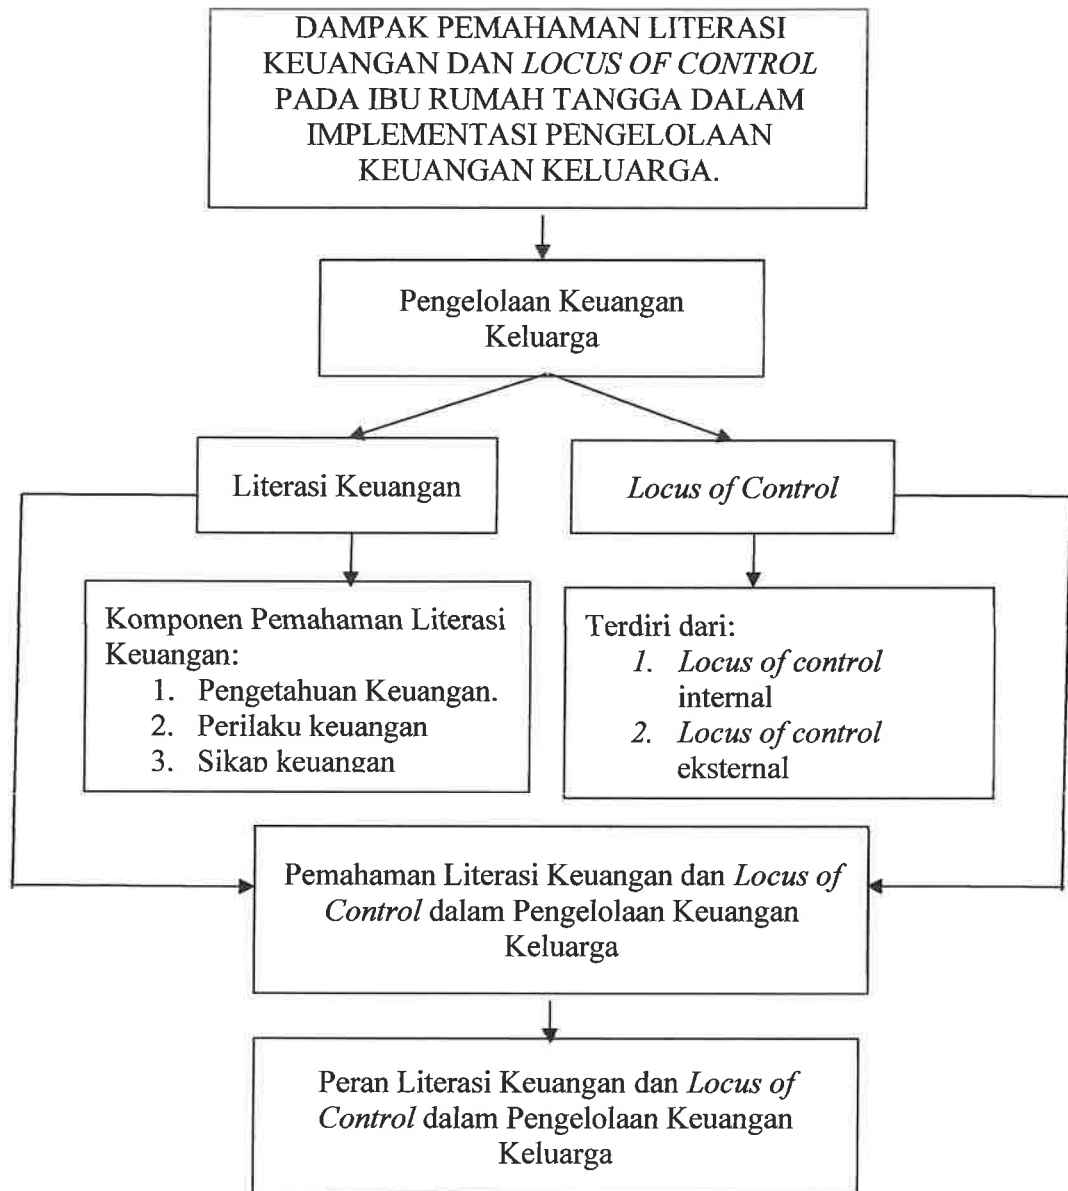 DAMPAK PEMAHAMAN LITERASI
KEUANGAN DAN LOCUS OF CONTROL
PADA IBU RUMAH TANGGA DALAM
IMPLEMENTASI PENGELOLAAN
KEUANGAN KELUARGA.
Pengelolaan Keuangan
Keluarga
Literasi Keuangan
Locus of Control
Komponen Pemahaman Literasi
Keuangan:
1. Pengetahuan Keuangan.
2. Perilaku keuangan
3. Sikap keuangan
Terdiri dari:
1. Locus of control
internal
2. Locus of control
eksternal
Pemahaman Literasi Keuangan dan Locus of
Control dalam Pengelolaan Keuangan
Keluarga
Peran Literasi Keuangan dan Locus of
Control dalam Pengelolaan Keuangan
Keluarga